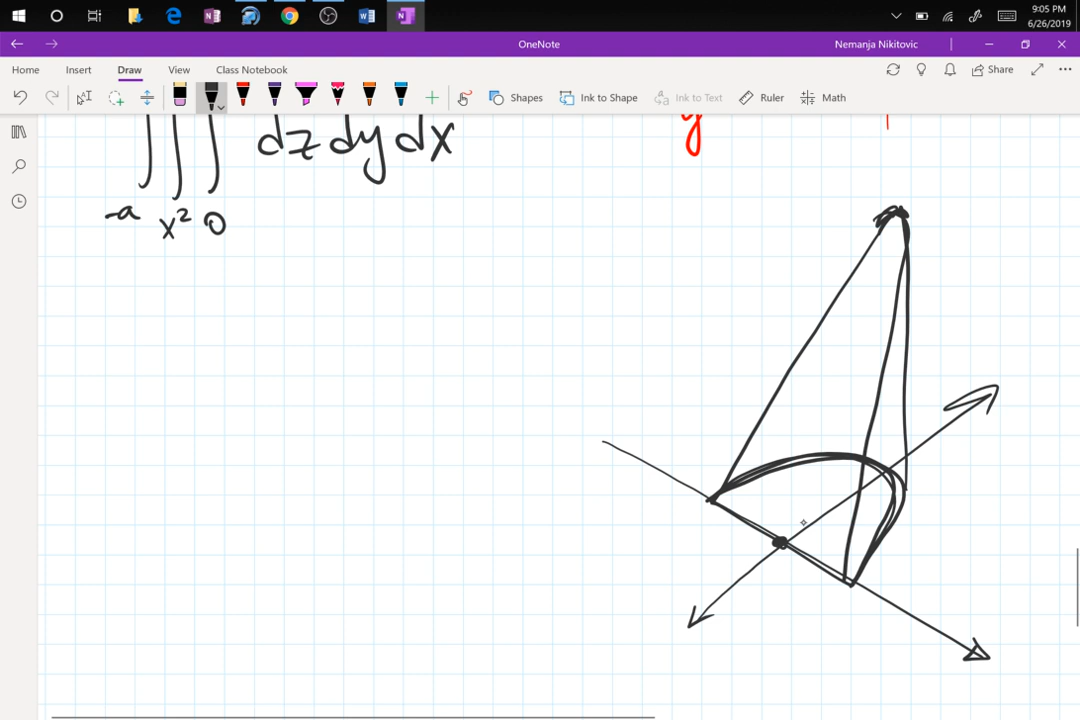 9:05 PM
6/26/2019
OneNote
Nemanja Nikitovic
Home Insert Draw View Class Notebook
Share
Shapes Ink to Shape Ink to Text Ruler Math
∫∫∫ dz dy dx
y
-a x² 0